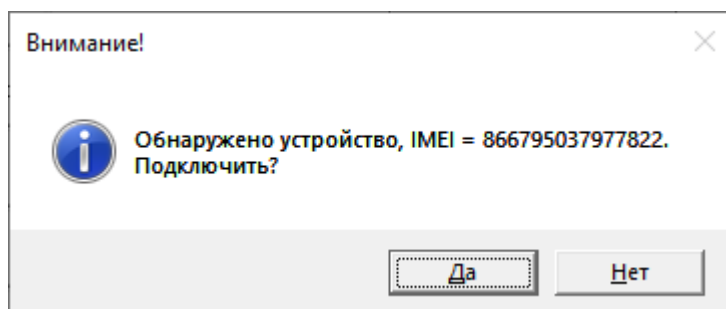 Внимание!
Обнаружено устройство, IMEI = 866795037977822.
Подключить?
Да
Нет